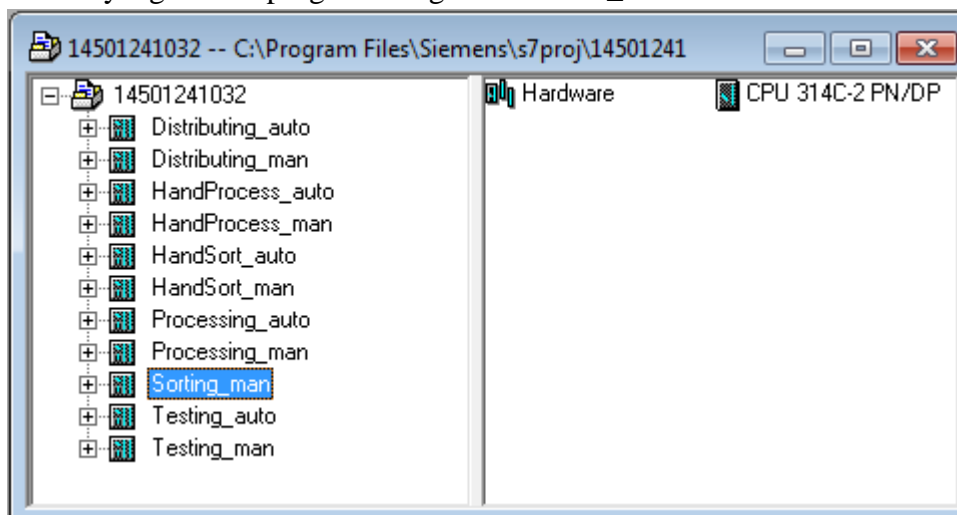 14501241032 -- C:\Program Files\Siemens\s7proj\14501241
14501241032
Distributing_auto
Distributing_man
HandProcess_auto
HandProcess_man
HandSort_auto
HandSort_man
Processing_auto
Processing_man
Sorting_man
Testing_auto
Testing_man
Hardware
CPU 314C-2 PN/DP